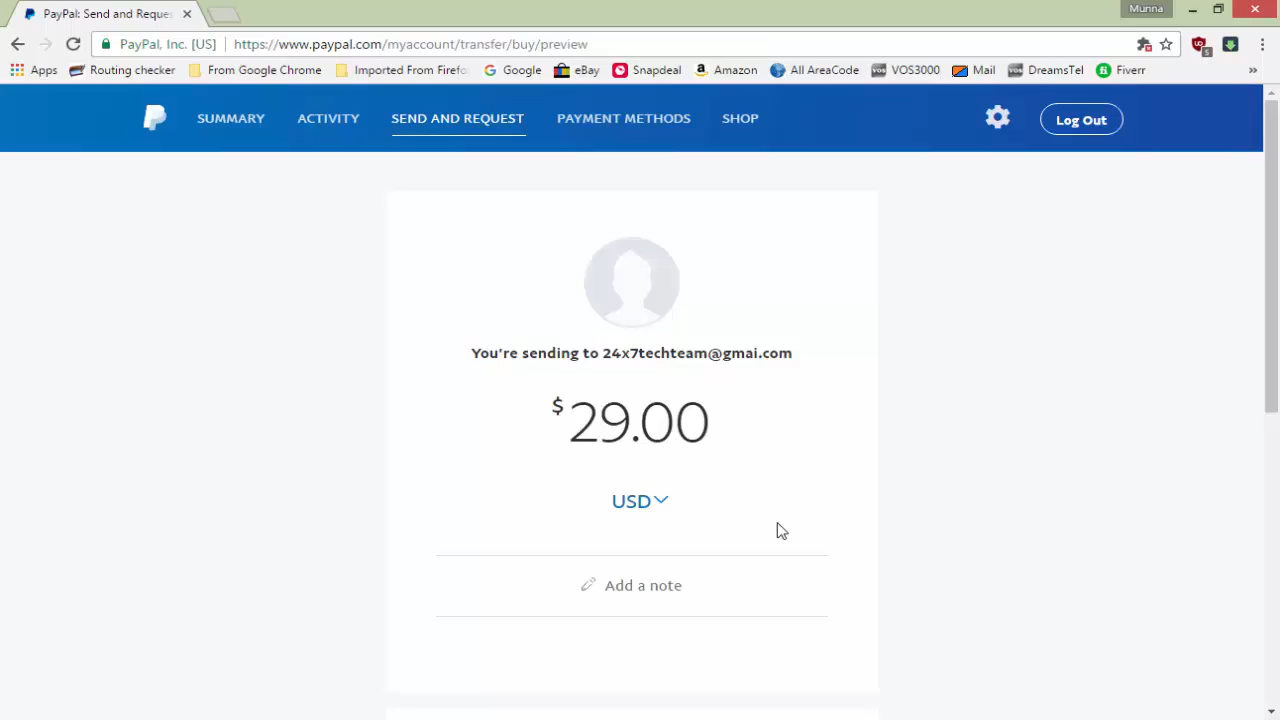 PayPal: Send and Reques
Munna
PayPal, Inc. [US]
https://www.paypal.com/myaccount/transfer/buy/preview
5
Apps
Routing checker
From Google Chrome
Imported From Firefo
Google
eBay
Snapdeal
Amazon
All AreaCode
VOS3000
Mail
DreamsTel
Fiverr
»
SUMMARY
ACTIVITY
SEND AND REQUEST
PAYMENT METHODS
SHOP
Log Out
You're sending to 24x7techteam@gmai.com
$29.00
USD
Add a note